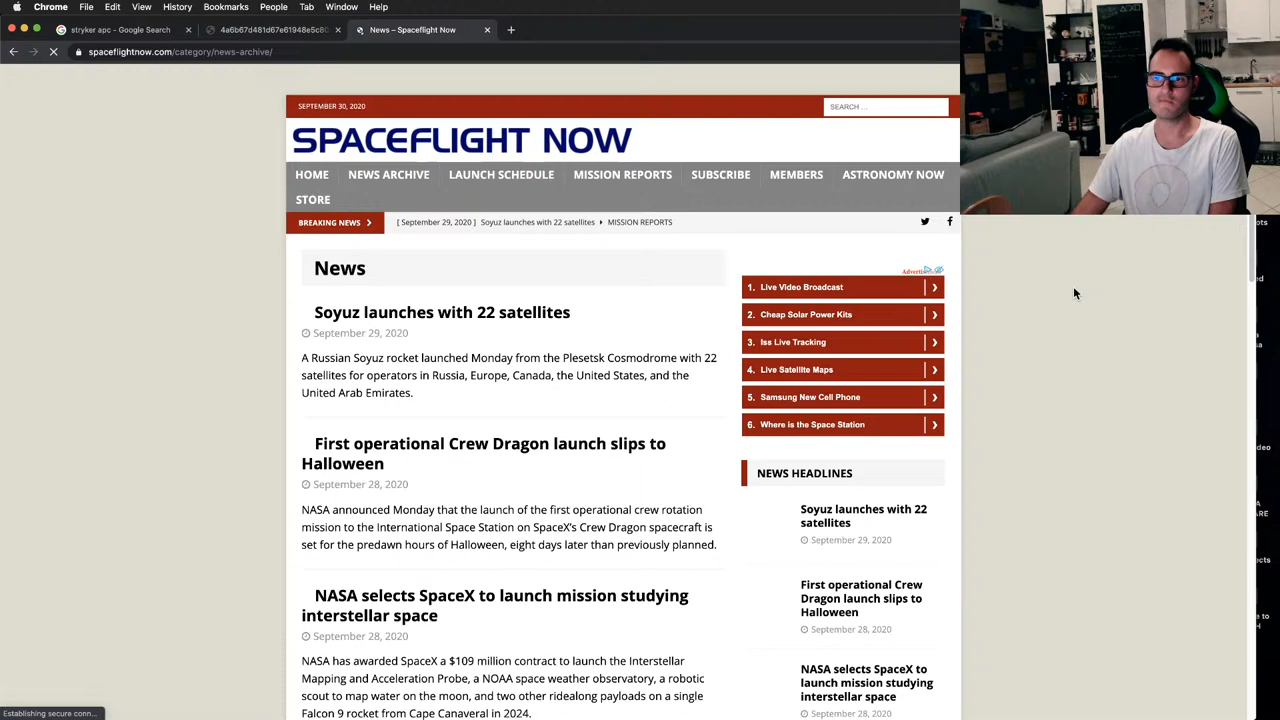 Chrome File Edit View History Bookmarks People Tab Window Help
stryker apc - Google Search
4a6b67d481d67e61948e5c80
News – Spaceflight Now
spaceflightnow.com/category/news-archive/
SEPTEMBER 30, 2020
SEARCH ...
SPACEFLIGHT NOW
HOME NEWS ARCHIVE LAUNCH SCHEDULE MISSION REPORTS SUBSCRIBE MEMBERS ASTRONOMY NOW
STORE
BREAKING NEWS
[ September 29, 2020 ] Soyuz launches with 22 satellites MISSION REPORTS
News
Soyuz launches with 22 satellites
September 29, 2020
A Russian Soyuz rocket launched Monday from the Plesetsk Cosmodrome with 22
satellites for operators in Russia, Europe, Canada, the United States, and the
United Arab Emirates.
First operational Crew Dragon launch slips to
Halloween
September 28, 2020
NASA announced Monday that the launch of the first operational crew rotation
mission to the International Space Station on SpaceX's Crew Dragon spacecraft is
set for the predawn hours of Halloween, eight days later than previously planned.
NASA selects SpaceX to launch mission studying
interstellar space
September 28, 2020
NASA has awarded SpaceX a $109 million contract to launch the Interstellar
Mapping and Acceleration Probe, a NOAA space weather observatory, a robotic
scout to map water on the moon, and two other ridealong payloads on a single
Falcon 9 rocket from Cape Canaveral in 2024.
1. Live Video Broadcast
2. Cheap Solar Power Kits
3. Iss Live Tracking
4. Live Satellite Maps
5. Samsung New Cell Phone
6. Where is the Space Station
NEWS HEADLINES
Soyuz launches with 22
satellites
September 29, 2020
First operational Crew
Dragon launch slips to
Halloween
September 28, 2020
NASA selects SpaceX to
launch mission studying
interstellar space
September 28, 2020
Establishing secure conn...